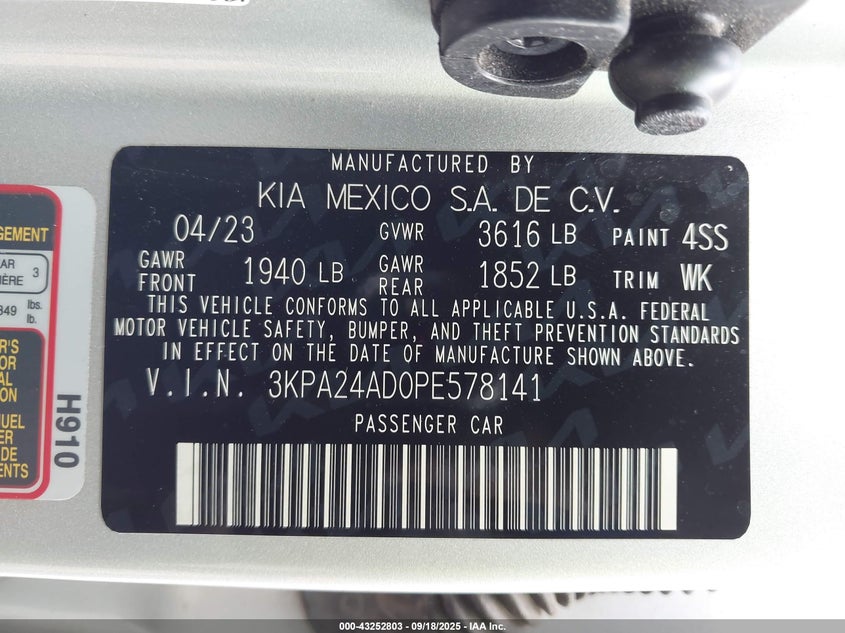 MANUFACTURED BY
KIA MEXICO S.A. DE C.V.
04/23 GVWR 3616 LB PAINT 4SS
GAWR FRONT 1940 LB GAWR REAR 1852 LB TRIM WK
THIS VEHICLE CONFORMS TO ALL APPLICABLE U.S.A. FEDERAL
MOTOR VEHICLE SAFETY, BUMPER, AND THEFT PREVENTION STANDARDS
IN EFFECT ON THE DATE OF MANUFACTURE SHOWN ABOVE.
V.I.N. 3KPA24AD0PE578141
PASSENGER CAR
H910
3
lbs.
lb.
000-43252803 - 09/18/2025 - IAA Inc.